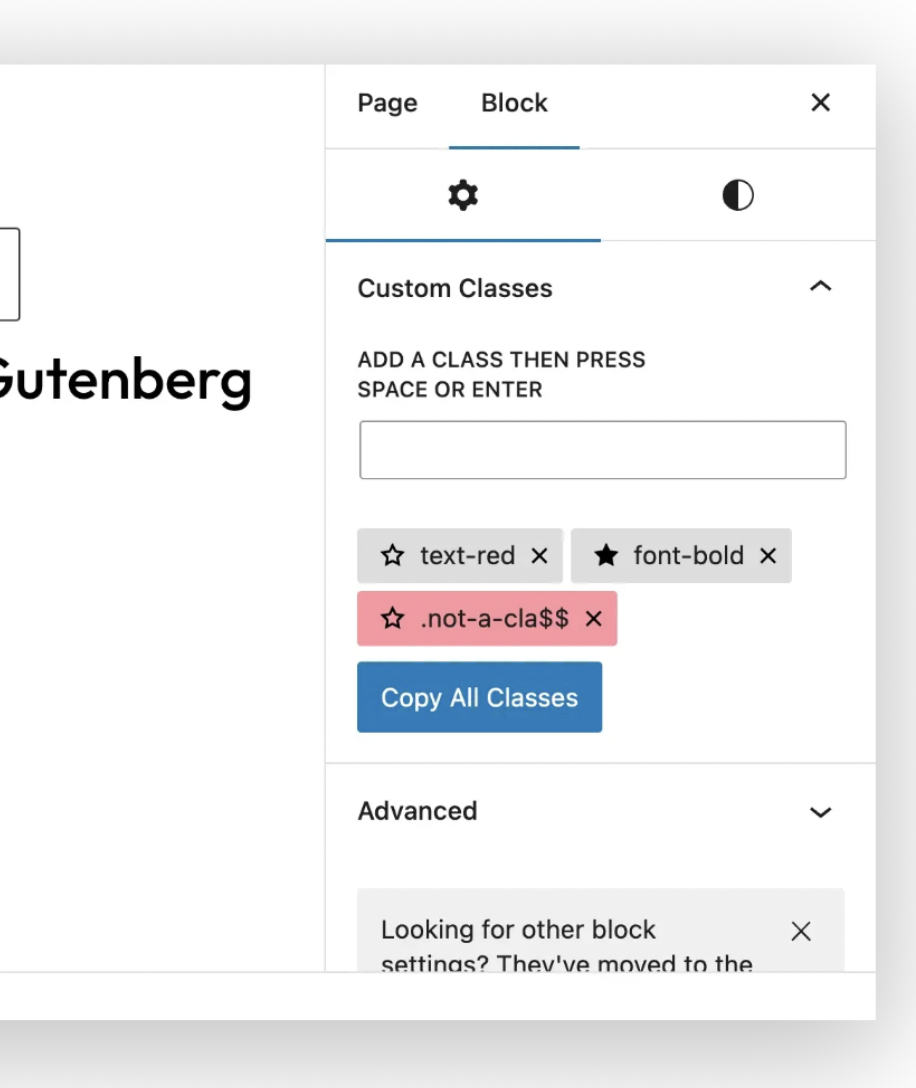 Page Block
Custom Classes
ADD A CLASS THEN PRESS
SPACE OR ENTER
Gutenberg
text-red
font-bold
.not-a-cla$$
Copy All Classes
Advanced
Looking for other block
settings? They've moved to the